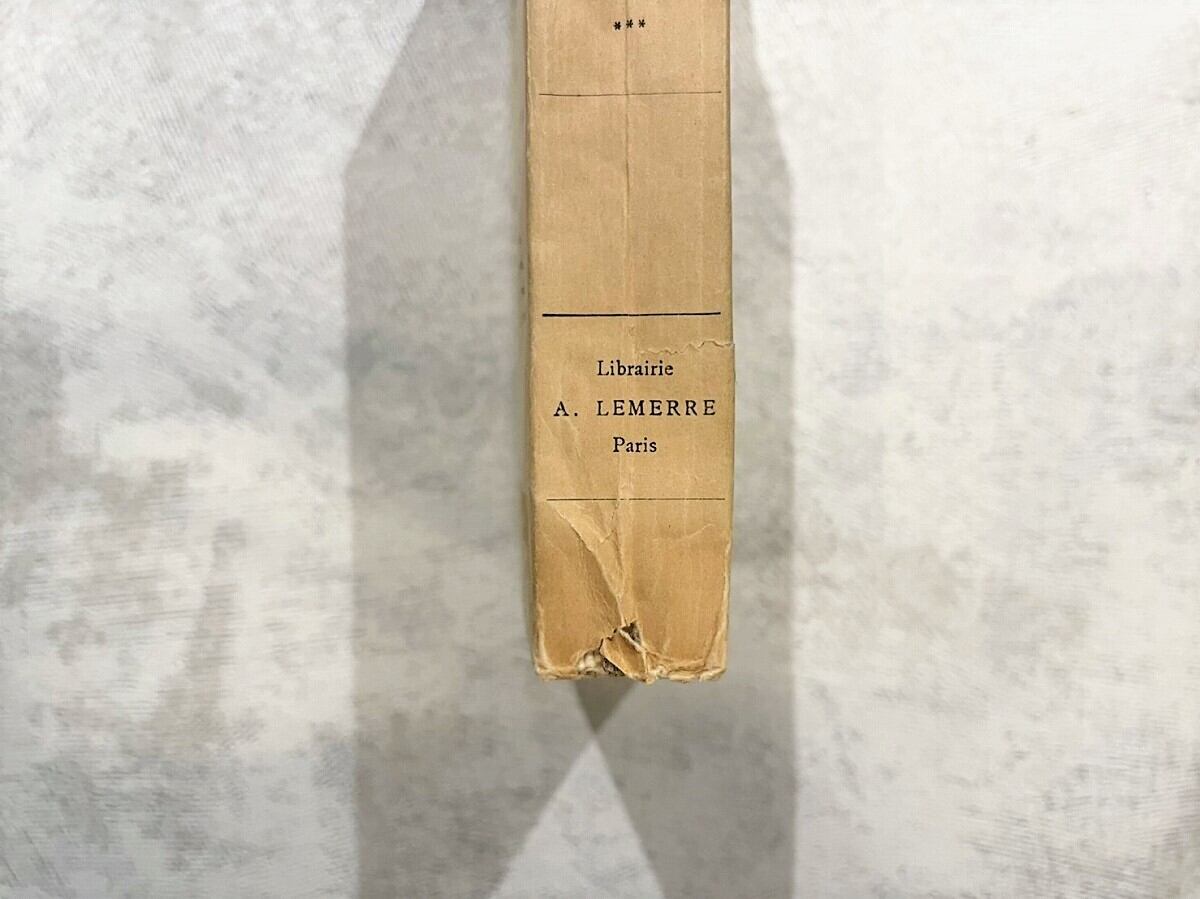 ***
Librairie
A. LEMERRE
Paris